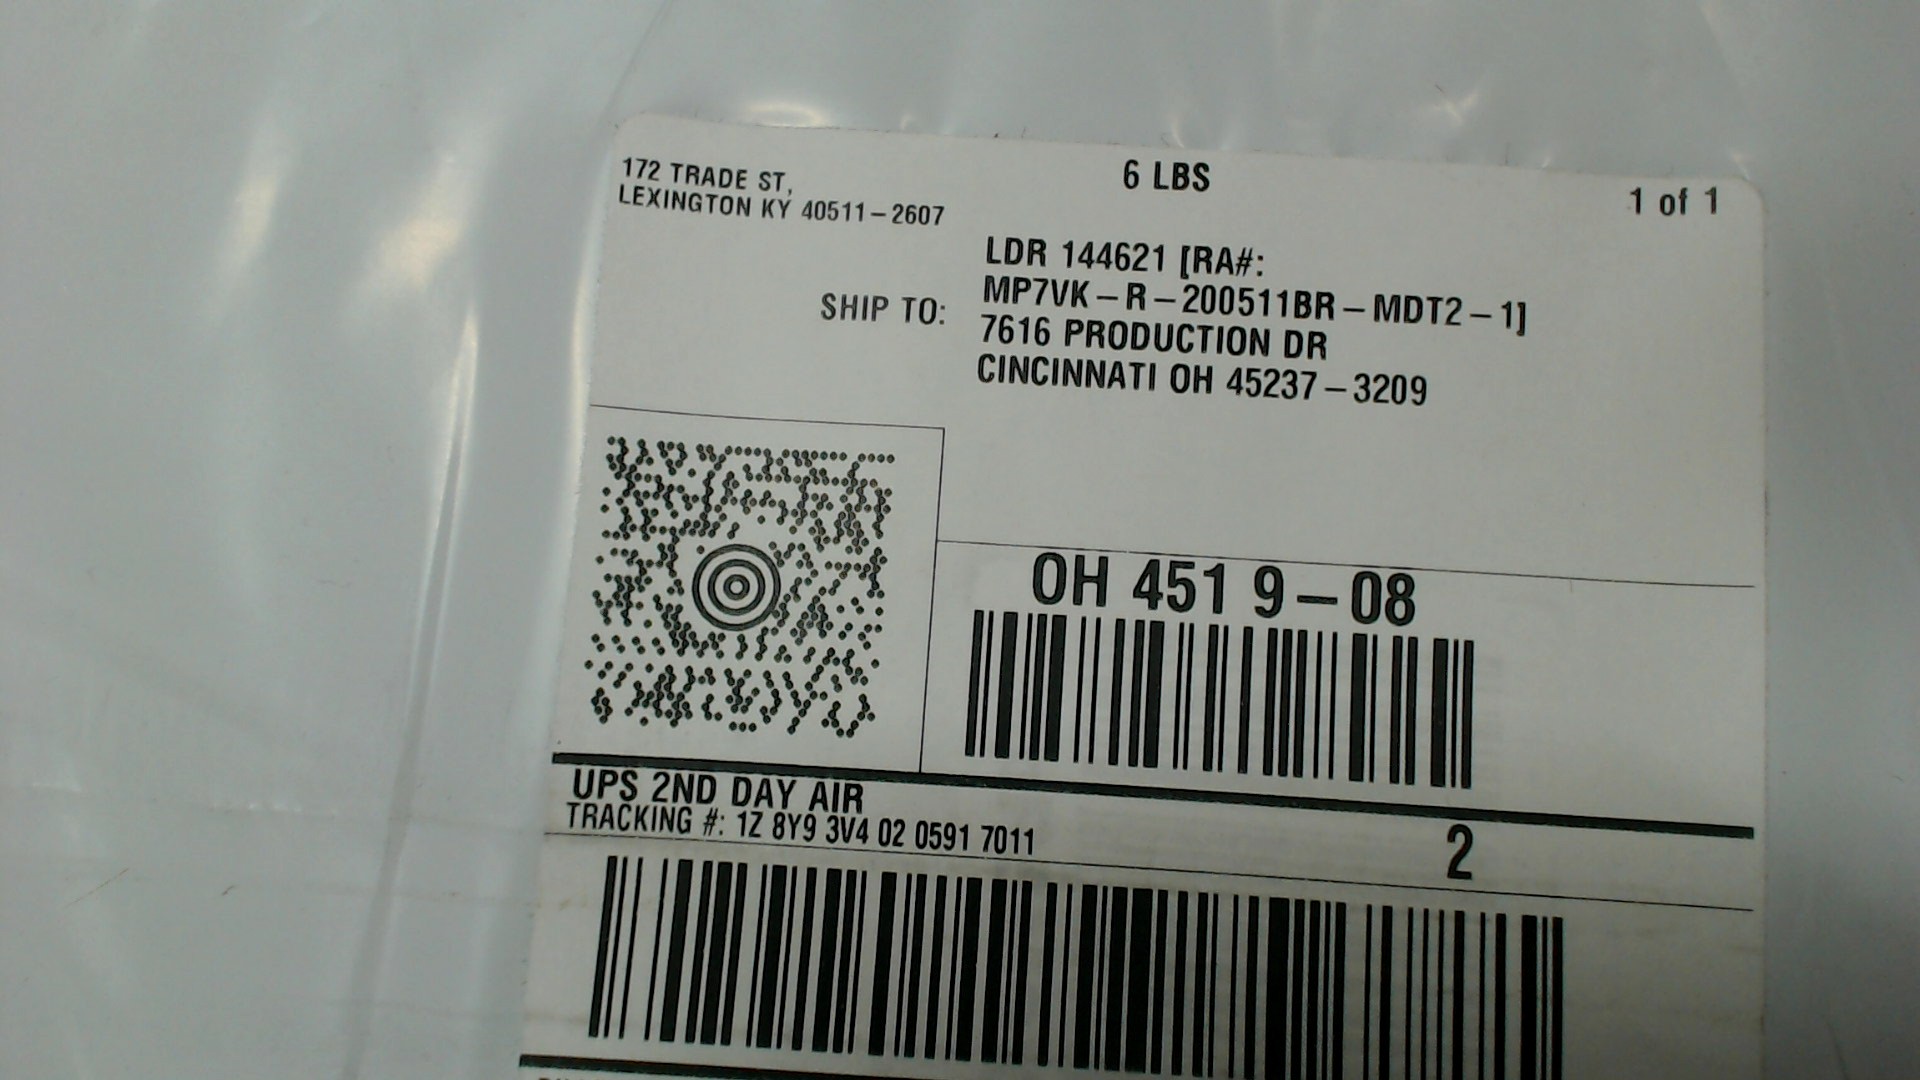 172 TRADE ST,
LEXINGTON KY 40511-2607
6 LBS
1 of 1
SHIP TO:
LDR 144621 [RA#:
MP7VK-R-200511BR-MDT2-1]
7616 PRODUCTION DR
CINCINNATI OH 45237-3209
OH 451 9-08
UPS 2ND DAY AIR
TRACKING #: 1Z 8Y9 3V4 02 0591 7011
2